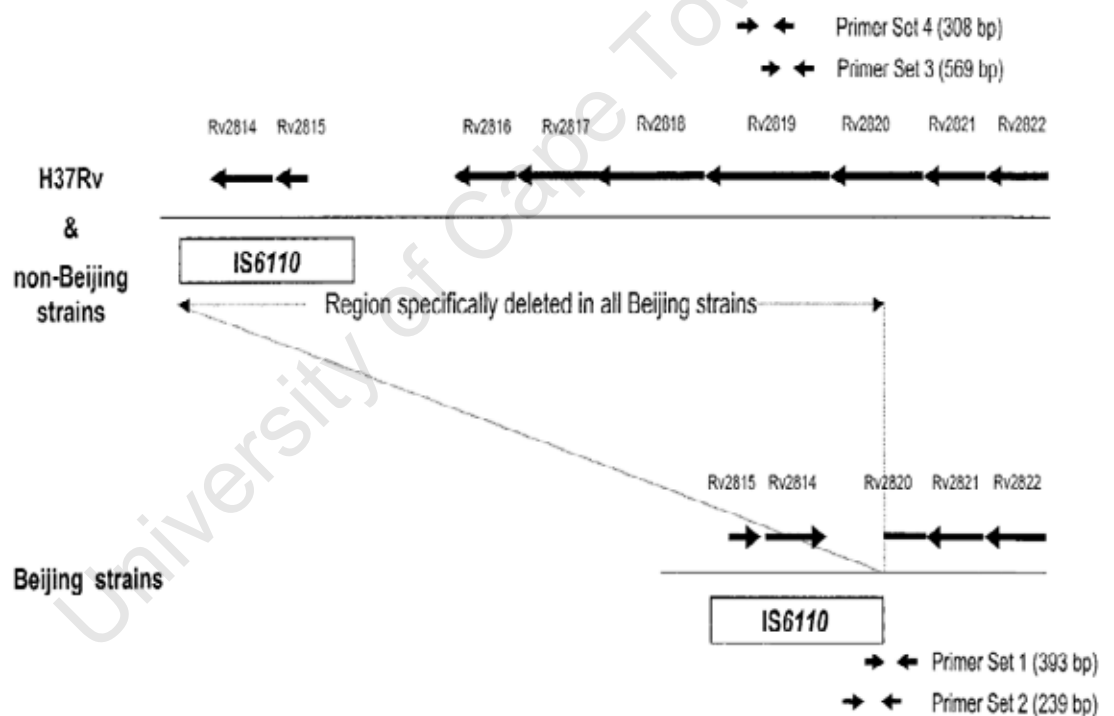 Primer Set 4 (308 bp)
Primer Set 3 (569 bp)
Rv2814 Rv2815 Rv2816 Rv2817 Rv2818 Rv2819 Rv2820 Rv2821 Rv2822
H37Rv
&
non-Beijing
strains
IS6110
Region specifically deleted in all Beijing strains
Rv2815 Rv2814 Rv2820 Rv2821 Rv2822
Beijing strains
IS6110
Primer Set 1 (393 bp)
Primer Set 2 (239 bp)
University of Cape Tow